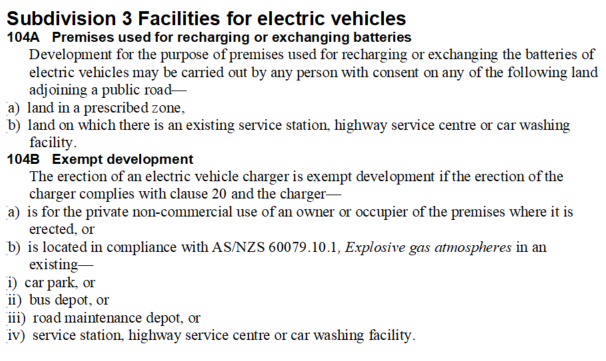 Subdivision 3 Facilities for electric vehicles
104A Premises used for recharging or exchanging batteries
Development for the purpose of premises used for recharging or exchanging the batteries of
electric vehicles may be carried out by any person with consent on any of the following land
adjoining a public road—
a) land in a prescribed zone,
b) land on which there is an existing service station, highway service centre or car washing
facility.
104B Exempt development
The erection of an electric vehicle charger is exempt development if the erection of the
charger complies with clause 20 and the charger—
a) is for the private non-commercial use of an owner or occupier of the premises where it is
erected, or
b) is located in compliance with AS/NZS 60079.10.1, Explosive gas atmospheres in an
existing—
i) car park, or
ii) bus depot, or
iii) road maintenance depot, or
iv) service station, highway service centre or car washing facility.